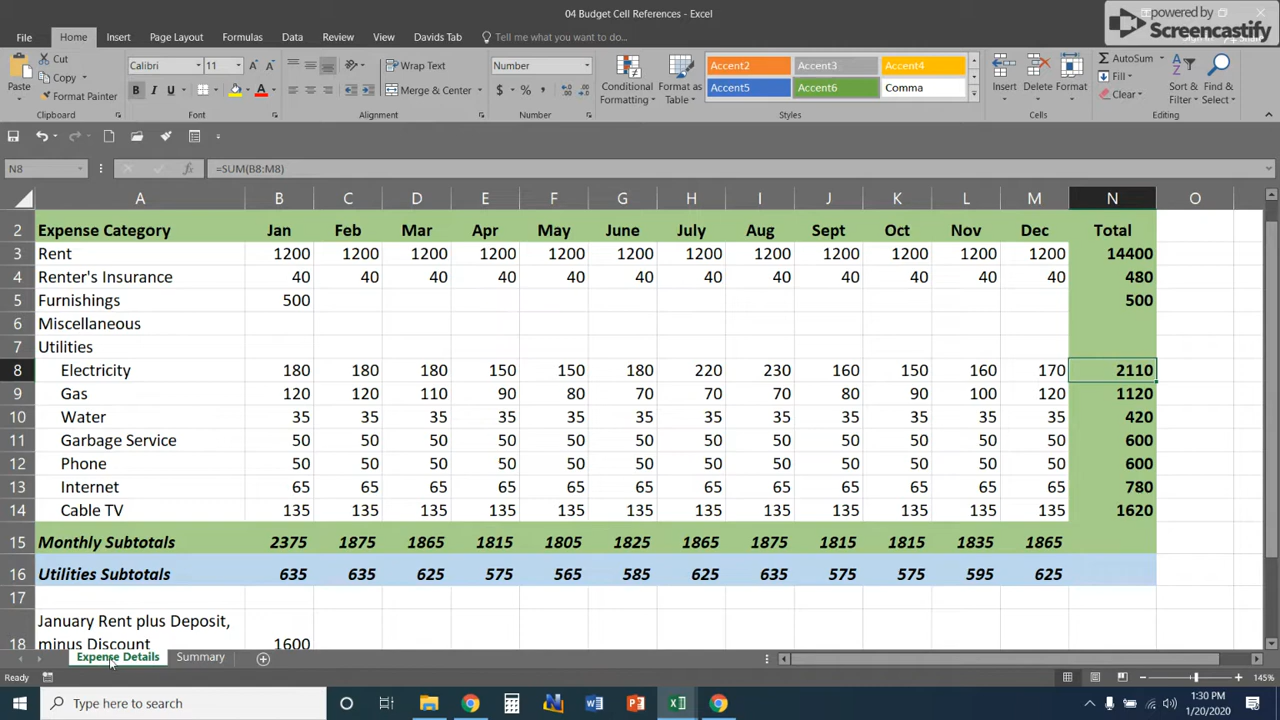 04 Budget Cell References - Excel
powered by
Screencastify
File Home Insert Page Layout Formulas Data Review View Davids Tab Tell me what you want to do...
Cut
Copy
Format Painter
Paste
Clipboard
Calibri 11
B I U
Font
Wrap Text
Merge & Center
Alignment
Number
$ % ,
Number
Conditional Formatting
Format as Table
Accent2 Accent3 Accent4
Accent5 Accent6 Comma
Styles
Insert Delete Format
Cells
AutoSum
Fill
Clear
Sort & Filter
Find & Select
Editing
N8 fx =SUM(B8:M8)
A B C D E F G H I J K L M N O
2 Expense Category Jan Feb Mar Apr May June July Aug Sept Oct Nov Dec Total
3 Rent 1200 1200 1200 1200 1200 1200 1200 1200 1200 1200 1200 1200 14400
4 Renter's Insurance 40 40 40 40 40 40 40 40 40 40 40 40 480
5 Furnishings 500 500
6 Miscellaneous
7 Utilities
8 Electricity 180 180 180 150 150 180 220 230 160 150 160 170 2110
9 Gas 120 120 110 90 80 70 70 70 80 90 100 120 1120
10 Water 35 35 35 35 35 35 35 35 35 35 35 35 420
11 Garbage Service 50 50 50 50 50 50 50 50 50 50 50 50 600
12 Phone 50 50 50 50 50 50 50 50 50 50 50 50 600
13 Internet 65 65 65 65 65 65 65 65 65 65 65 65 780
14 Cable TV 135 135 135 135 135 135 135 135 135 135 135 135 1620
15 Monthly Subtotals 2375 1875 1865 1815 1805 1825 1865 1875 1815 1815 1835 1865
16 Utilities Subtotals 635 635 625 575 565 585 625 635 575 575 595 625
17
January Rent plus Deposit,
18 minus Discount 1600
Expense Details Summary
Ready 145%
Type here to search
1:30 PM
1/20/2020